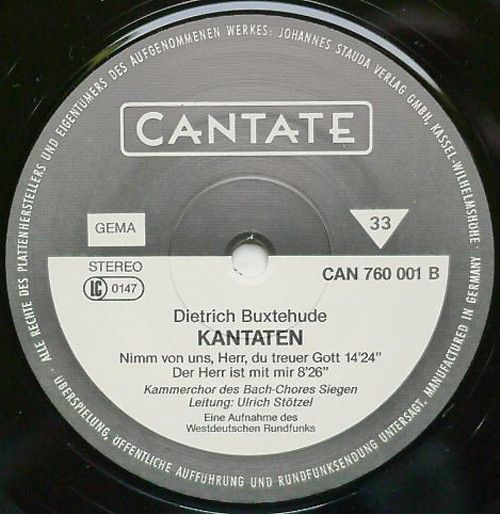 ALLE RECHTE DES PLATTENHERSTELLERS UND EIGENTÜMERS DES AUFGENOMMENEN WERKES: JOHANNES STAUDA VERLAG GMBH, KASSEL-WILHELMSHÖHE ·
CANTATE
GEMA
33
STEREO
LC 0147
CAN 760 001 B
Dietrich Buxtehude
KANTATEN
Nimm von uns, Herr, du treuer Gott 14'24"
Der Herr ist mit mir 8'26"
Kammerchor des Bach-Chores Siegen
Leitung: Ulrich Stötzel
Eine Aufnahme des
Westdeutschen Rundfunks
ÜBERSPIELUNG, ÖFFENTLICHE AUFFÜHRUNG UND RUNDFUNKSENDUNG UNTERSAGT. MANUFACTURED IN GERMANY ·